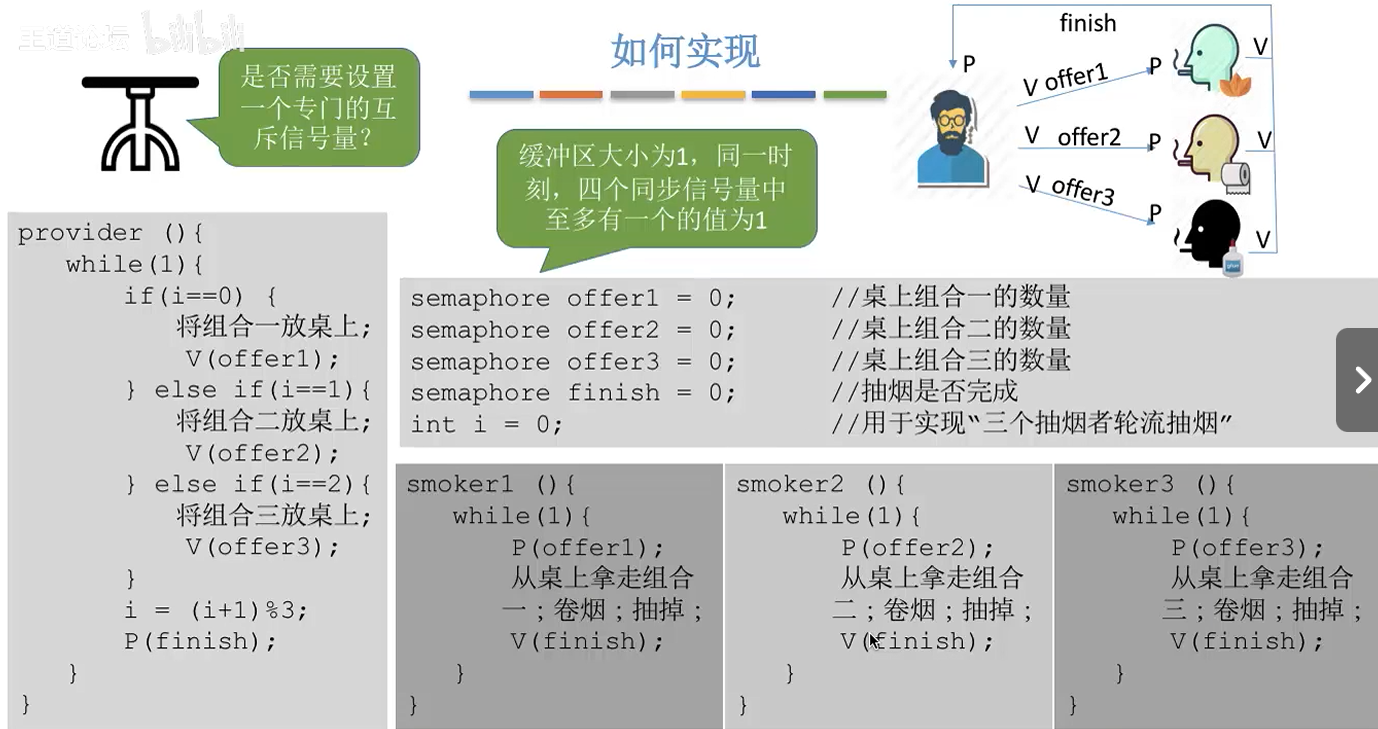 王道论坛 bilibili
如何实现
是否需要设置
一个专门的互
斥信号量？
缓冲区大小为1，同一时
刻，四个同步信号量中
至多有一个的值为1
finish
P
V offer1
P
V
V offer2
P
V
V offer3
P
V
provider (){
while(1){
if(i==0) {
将组合一放桌上;
V(offer1);
} else if(i==1){
将组合二放桌上;
V(offer2);
} else if(i==2){
将组合三放桌上;
V(offer3);
}
i = (i+1)%3;
P(finish);
}
}
semaphore offer1 = 0; //桌上组合一的数量
semaphore offer2 = 0; //桌上组合二的数量
semaphore offer3 = 0; //桌上组合三的数量
semaphore finish = 0; //抽烟是否完成
int i = 0; //用于实现“三个抽烟者轮流抽烟”
smoker1 (){
while(1){
P(offer1);
从桌上拿走组合
一；卷烟；抽掉；
V(finish);
}
}
smoker2 (){
while(1){
P(offer2);
从桌上拿走组合
二；卷烟；抽掉；
V(finish);
}
}
smoker3 (){
while(1){
P(offer3);
从桌上拿走组合
三；卷烟；抽掉；
V(finish);
}
}